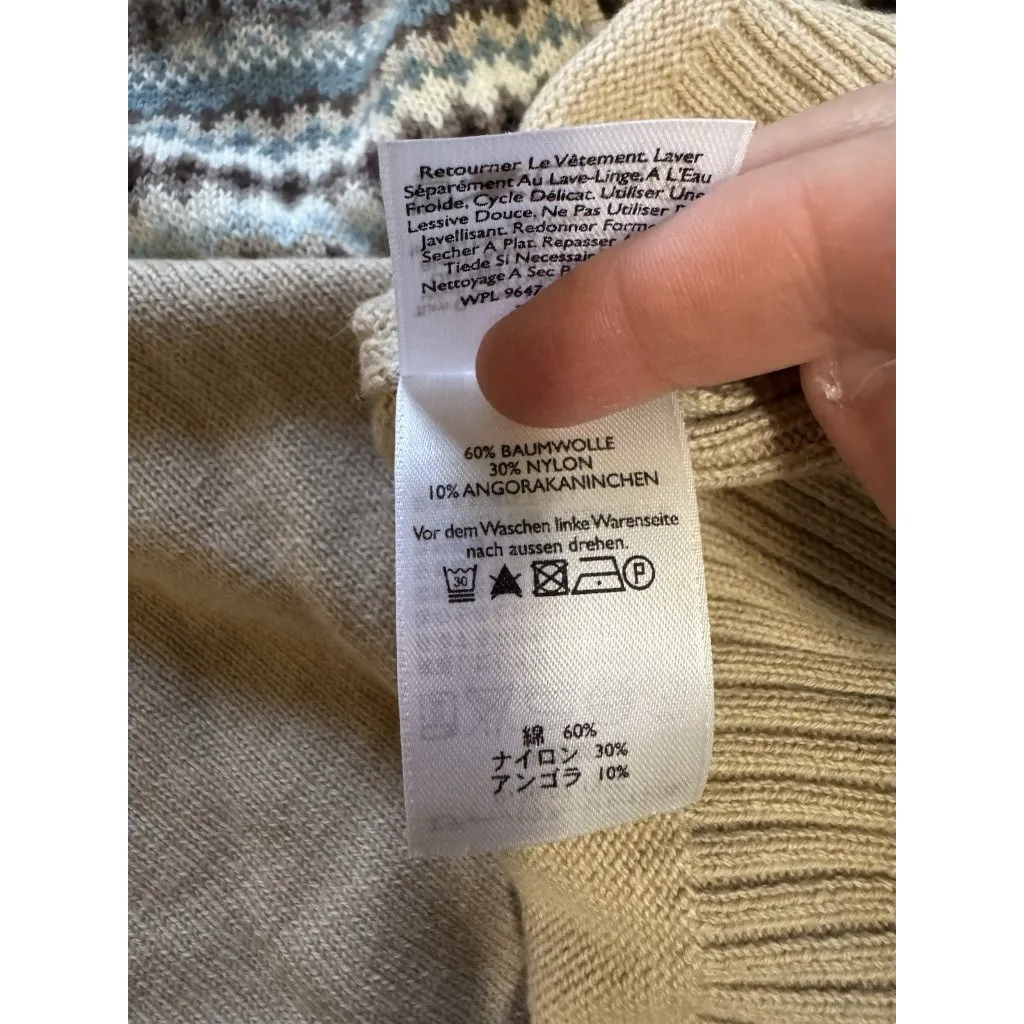 Retourner Le Vêtement. Laver
Séparément Au Lave-Linge, A L'Eau
Froide, Cycle Délicat. Utiliser Une
Lessive Douce. Ne Pas Utiliser
Javellisant. Redonner Forme
Secher A Plat. Repasser
Tiede Si Necessaire
Nettoyage A Sec
WPL 9647
60% BAUMWOLLE
30% NYLON
10% ANGORAKANINCHEN
Vor dem Waschen linke Warenseite
nach aussen drehen.
30 P
綿 60%
ナイロン 30%
アンゴラ 10%